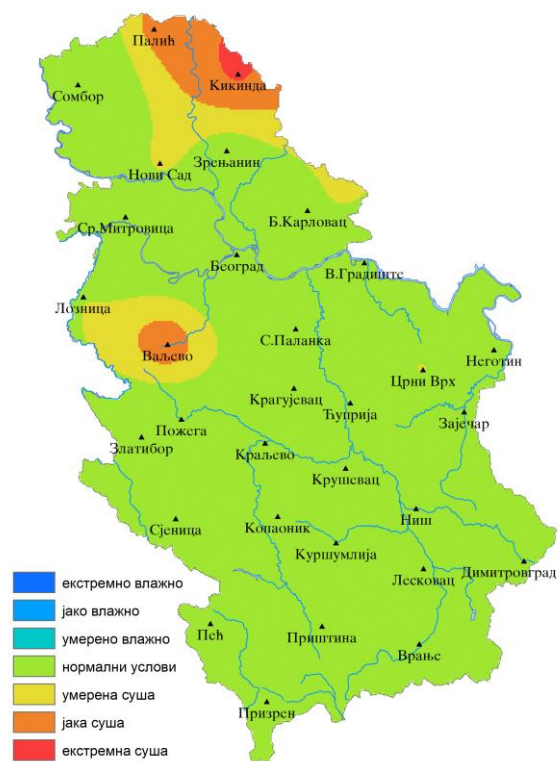 Палић
Кикинда
Сомбор
Зрењанин
Нови Сад
Б.Карловац
Ср.Митровица
Београд
В.Градиште
Лозница
С.Паланка
Ваљево
Неготин
Црни Врх
Крагујевац
Ћуприја
Зајечар
Пожега
Златибор
Краљево
Крушевац
Ниш
Сјеница
Копаоник
Куршумлија
Димитровград
Лесковац
Пећ
Приштина
Врање
Призрен
екстремно влажно
јако влажно
умерено влажно
нормални услови
умерена суша
јака суша
екстремна суша